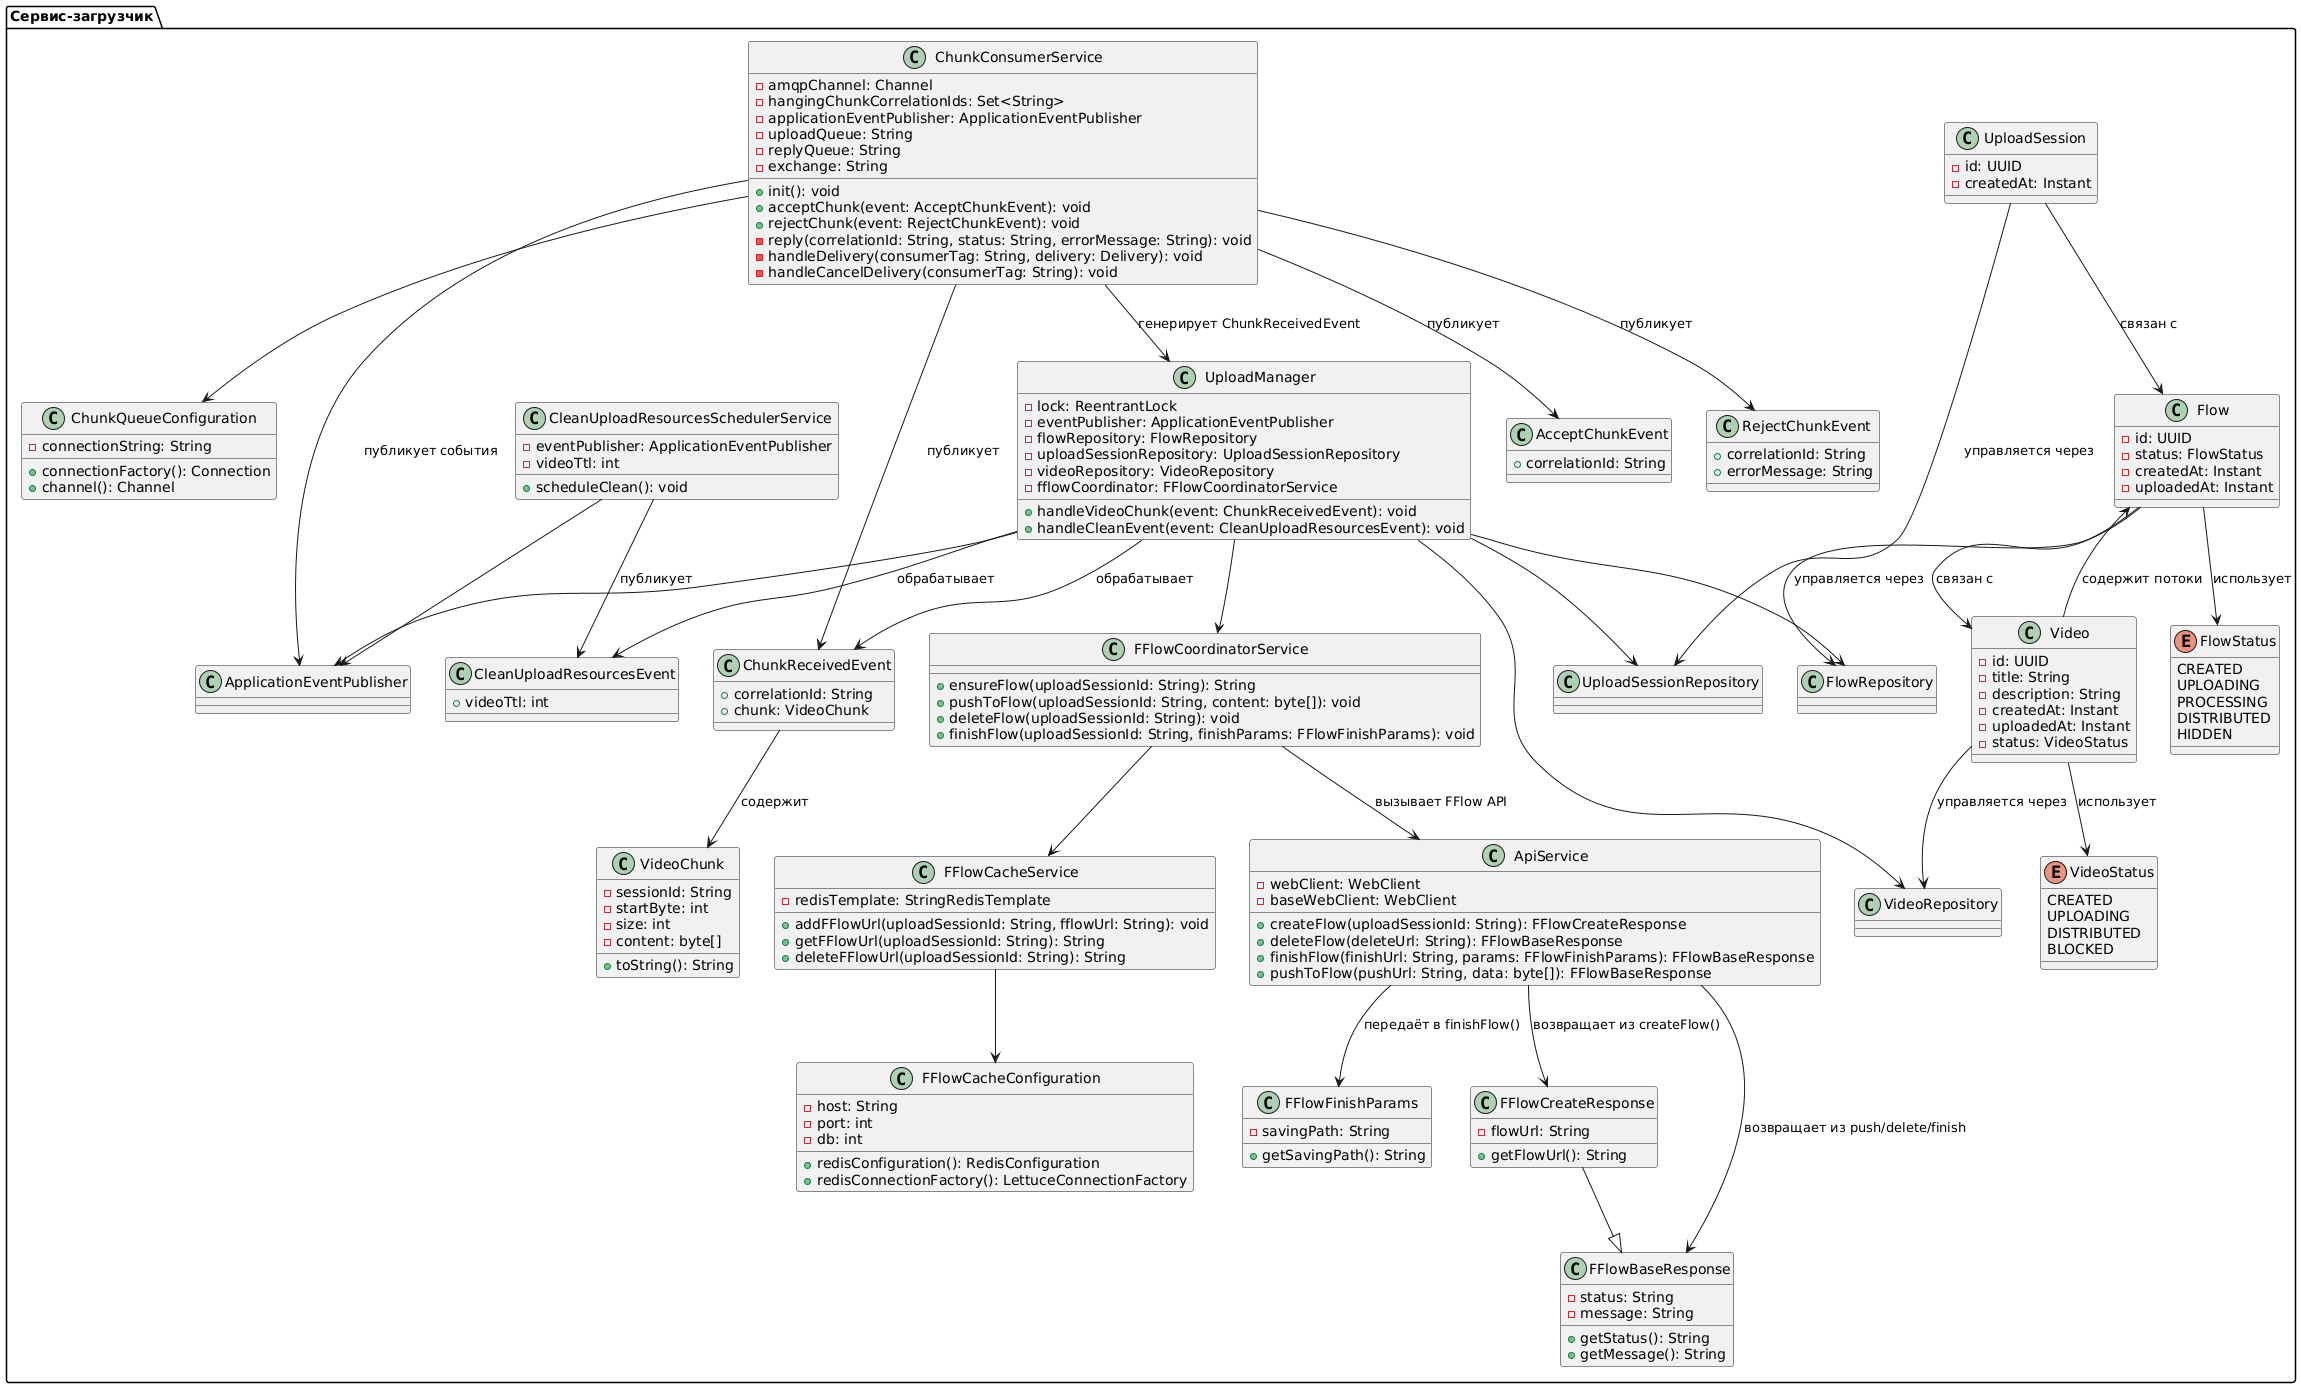 Сервис-загрузчик
ChunkConsumerService
amqpChannel: Channel
hangingChunkCorrelationIds: Set<String>
applicationEventPublisher: ApplicationEventPublisher
uploadQueue: String
replyQueue: String
exchange: String
init(): void
acceptChunk(event: AcceptChunkEvent): void
rejectChunk(event: RejectChunkEvent): void
reply(correlationId: String, status: String, errorMessage: String): void
handleDelivery(consumerTag: String, delivery: Delivery): void
handleCancelDelivery(consumerTag: String): void
UploadSession
id: UUID
createdAt: Instant
генерирует ChunkReceivedEvent
публикует
публикует
связан с
ChunkQueueConfiguration
connectionString: String
connectionFactory(): Connection
channel(): Channel
публикует события
CleanUploadResourcesSchedulerService
eventPublisher: ApplicationEventPublisher
videoTtl: int
scheduleClean(): void
публикует
UploadManager
lock: ReentrantLock
eventPublisher: ApplicationEventPublisher
flowRepository: FlowRepository
uploadSessionRepository: UploadSessionRepository
videoRepository: VideoRepository
fflowCoordinator: FFlowCoordinatorService
handleVideoChunk(event: ChunkReceivedEvent): void
handleCleanEvent(event: CleanUploadResourcesEvent): void
AcceptChunkEvent
correlationId: String
RejectChunkEvent
correlationId: String
errorMessage: String
управляется через
Flow
id: UUID
status: FlowStatus
createdAt: Instant
uploadedAt: Instant
публикует
обрабатывает
обрабатывает
управляется через
связан с
содержит потоки
использует
ApplicationEventPublisher
CleanUploadResourcesEvent
videoTtl: int
ChunkReceivedEvent
correlationId: String
chunk: VideoChunk
FFlowCoordinatorService
ensureFlow(uploadSessionId: String): String
pushToFlow(uploadSessionId: String, content: byte[]): void
deleteFlow(uploadSessionId: String): void
finishFlow(uploadSessionId: String, finishParams: FFlowFinishParams): void
UploadSessionRepository
FlowRepository
Video
id: UUID
title: String
description: String
createdAt: Instant
uploadedAt: Instant
status: VideoStatus
FlowStatus
CREATED
UPLOADING
PROCESSING
DISTRIBUTED
HIDDEN
содержит
вызывает FFlow API
управляется через
использует
VideoChunk
sessionId: String
startByte: int
size: int
content: byte[]
toString(): String
FFlowCacheService
redisTemplate: StringRedisTemplate
addFFlowUrl(uploadSessionId: String, fflowUrl: String): void
getFFlowUrl(uploadSessionId: String): String
deleteFFlowUrl(uploadSessionId: String): String
ApiService
webClient: WebClient
baseWebClient: WebClient
createFlow(uploadSessionId: String): FFlowCreateResponse
deleteFlow(deleteUrl: String): FFlowBaseResponse
finishFlow(finishUrl: String, params: FFlowFinishParams): FFlowBaseResponse
pushToFlow(pushUrl: String, data: byte[]): FFlowBaseResponse
VideoRepository
VideoStatus
CREATED
UPLOADING
DISTRIBUTED
BLOCKED
передаёт в finishFlow()
возвращает из createFlow()
FFlowCacheConfiguration
host: String
port: int
db: int
redisConfiguration(): RedisConfiguration
redisConnectionFactory(): LettuceConnectionFactory
FFlowFinishParams
savingPath: String
getSavingPath(): String
FFlowCreateResponse
flowUrl: String
getFlowUrl(): String
возвращает из push/delete/finish
FFlowBaseResponse
status: String
message: String
getStatus(): String
getMessage(): String